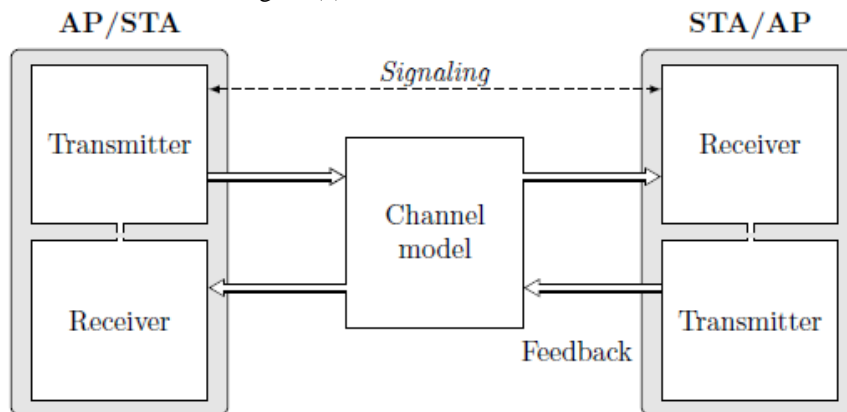 AP/STA
STA/AP
Signaling
Transmitter
Receiver
Channel
model
Receiver
Feedback
Transmitter